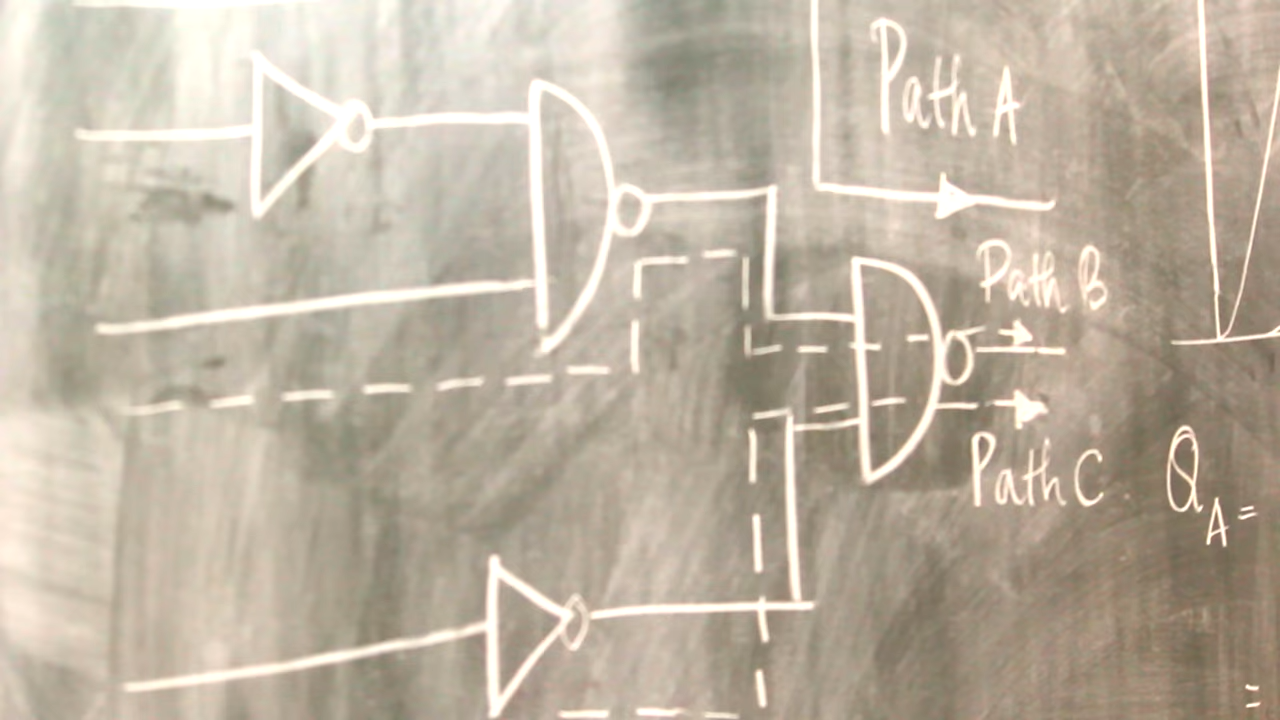 Path A
Path B
Path C
Q_A =
=